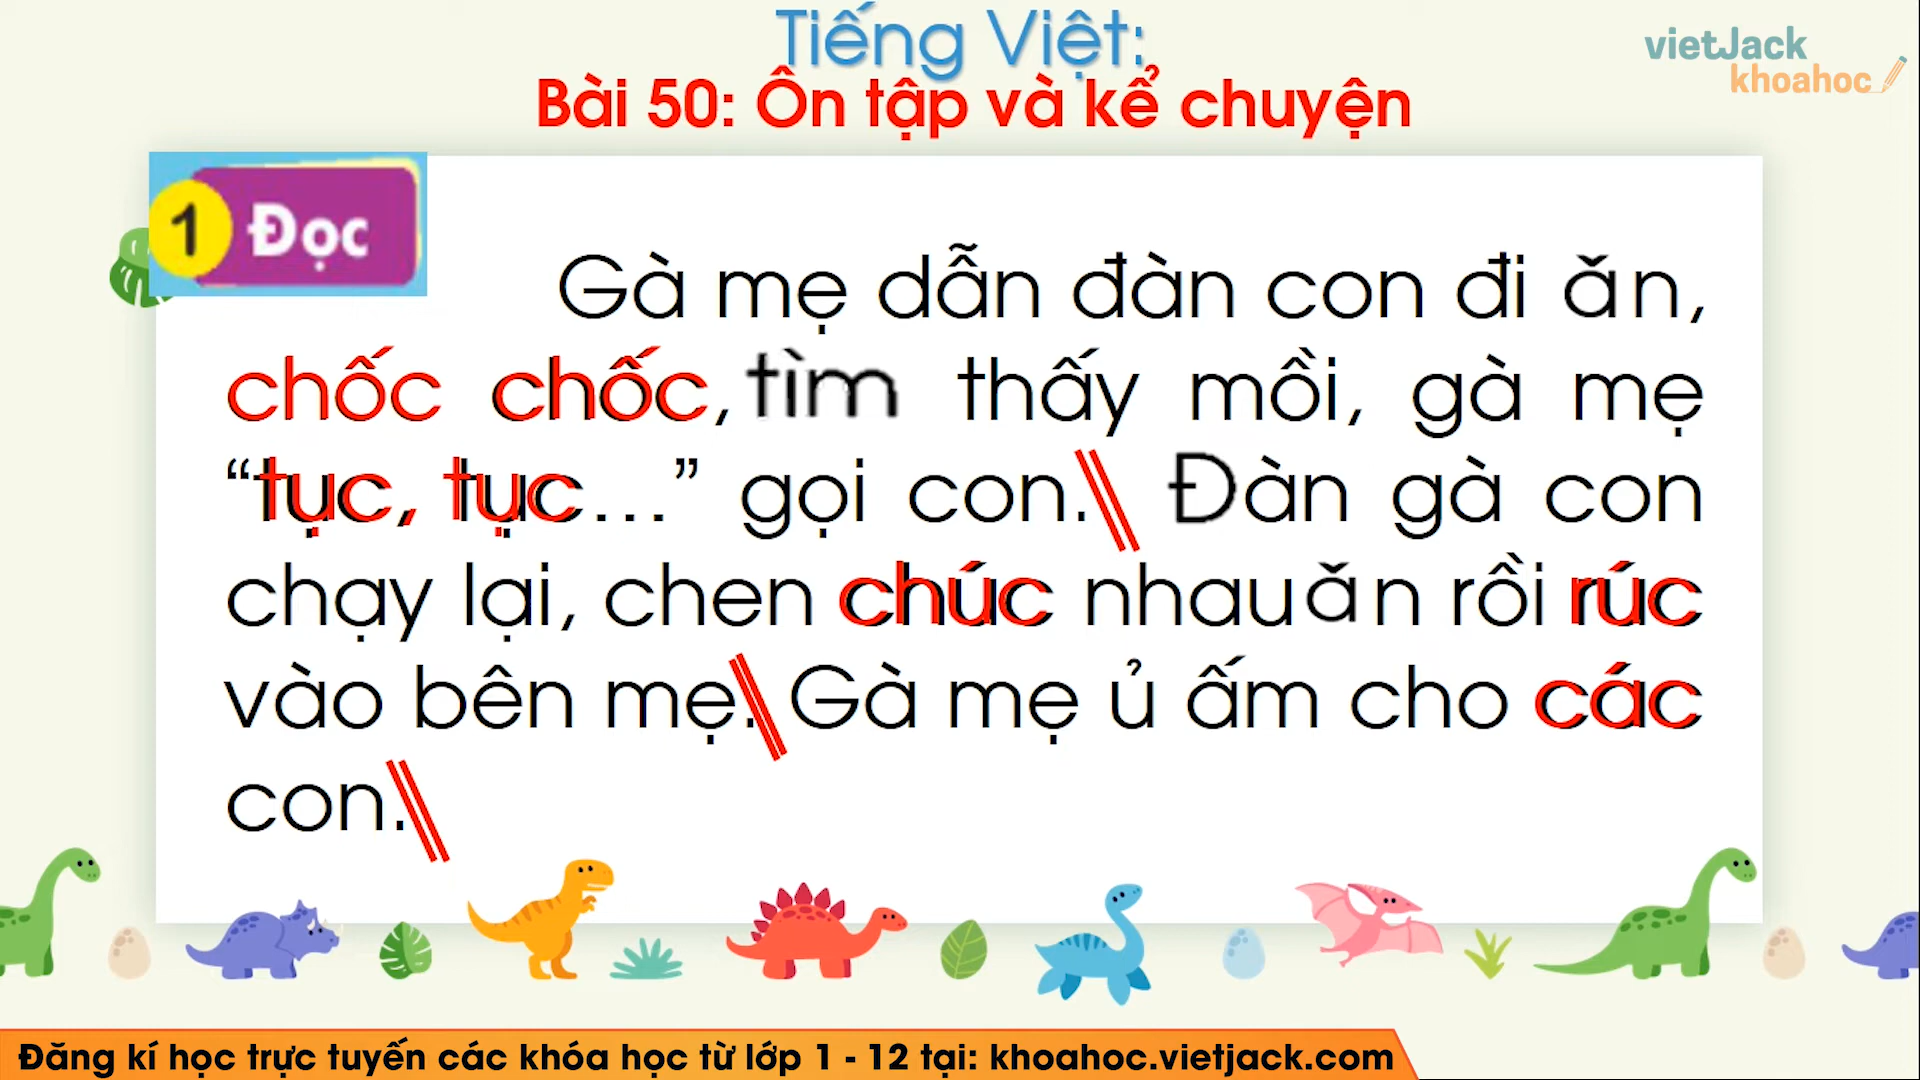 Tiếng Việt:
vietJack
khoahoc
Bài 50: Ôn tập và kể chuyện
1 Đọc
Gà mẹ dẫn đàn con đi ăn,
chốc chốc, tìm thấy mồi, gà mẹ
“tục, tục...” gọi con.\\ Đàn gà con
chạy lại, chen chúc nhau ăn rồi rúc
vào bên mẹ.\\ Gà mẹ ủ ấm cho các
con.\\
Đăng kí học trực tuyến các khóa học từ lớp 1 - 12 tại: khoahoc.vietjack.com